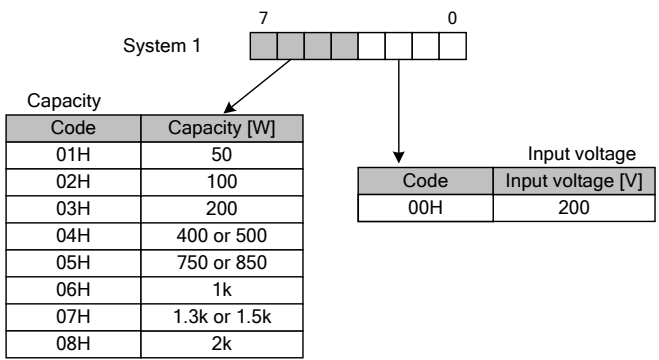 7 0
System 1
Capacity
Code Capacity [W]
01H 50
02H 100
03H 200
04H 400 or 500
05H 750 or 850
06H 1k
07H 1.3k or 1.5k
08H 2k
Input voltage
Code Input voltage [V]
00H 200